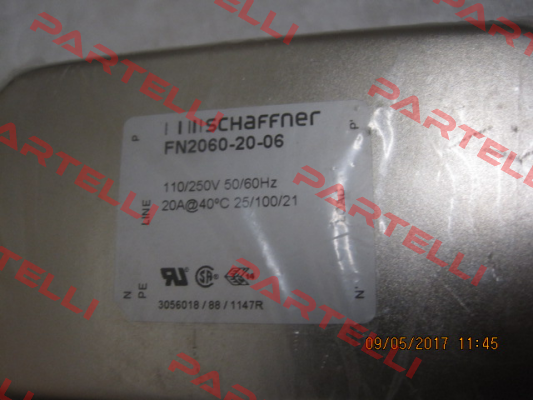 PARTELLI
PARTELLI
P
SCHAFFNER
P'
FN2060-20-06
110/250V 50/60Hz
LINE
20A@40ºC 25/100/21
LOAD
N
PE
N'
3056018 / 88 / 1147R
09/05/2017 11:45
PARTELLI
PARTELLI
PARTELLI